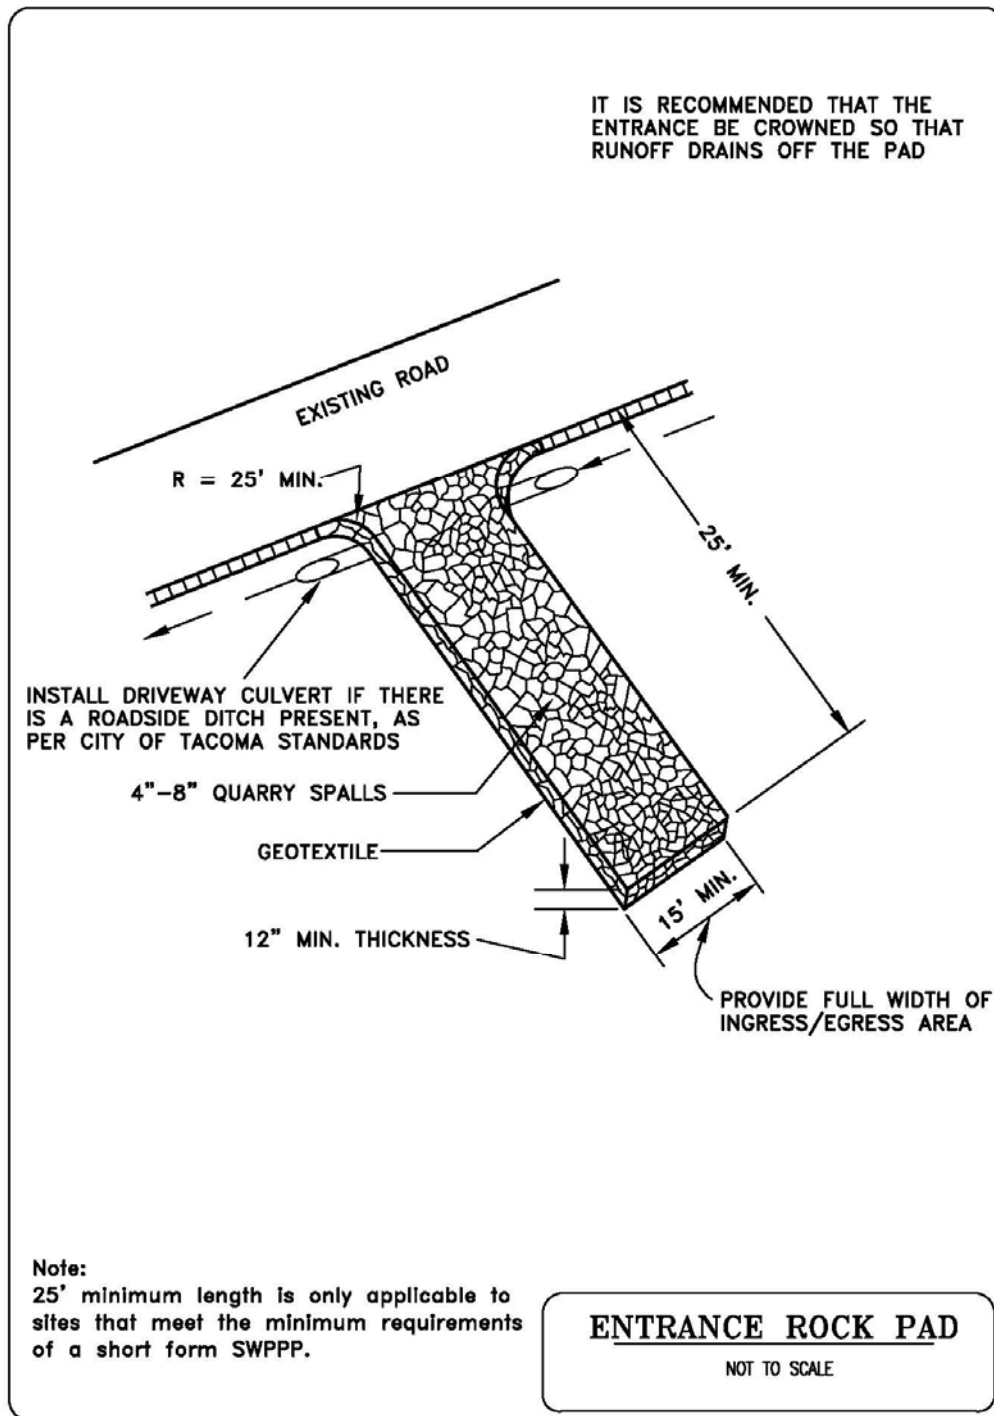 IT IS RECOMMENDED THAT THE
ENTRANCE BE CROWNED SO THAT
RUNOFF DRAINS OFF THE PAD
EXISTING ROAD
R = 25' MIN.
25' MIN.
INSTALL DRIVEWAY CULVERT IF THERE
IS A ROADSIDE DITCH PRESENT, AS
PER CITY OF TACOMA STANDARDS
4"-8" QUARRY SPALLS
GEOTEXTILE
12" MIN. THICKNESS
15' MIN.
PROVIDE FULL WIDTH OF
INGRESS/EGRESS AREA
Note:
25' minimum length is only applicable to
sites that meet the minimum requirements
of a short form SWPPP.
ENTRANCE ROCK PAD
NOT TO SCALE